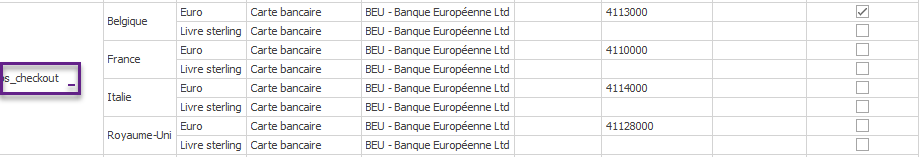 Belgique Euro Carte bancaire BEU - Banque Européenne Ltd 4113000
Livre sterling Carte bancaire BEU - Banque Européenne Ltd
France Euro Carte bancaire BEU - Banque Européenne Ltd 4110000
Livre sterling Carte bancaire BEU - Banque Européenne Ltd
ps_checkout _
Italie Euro Carte bancaire BEU - Banque Européenne Ltd 4114000
Livre sterling Carte bancaire BEU - Banque Européenne Ltd
Royaume-Uni Euro Carte bancaire BEU - Banque Européenne Ltd 41128000
Livre sterling Carte bancaire BEU - Banque Européenne Ltd